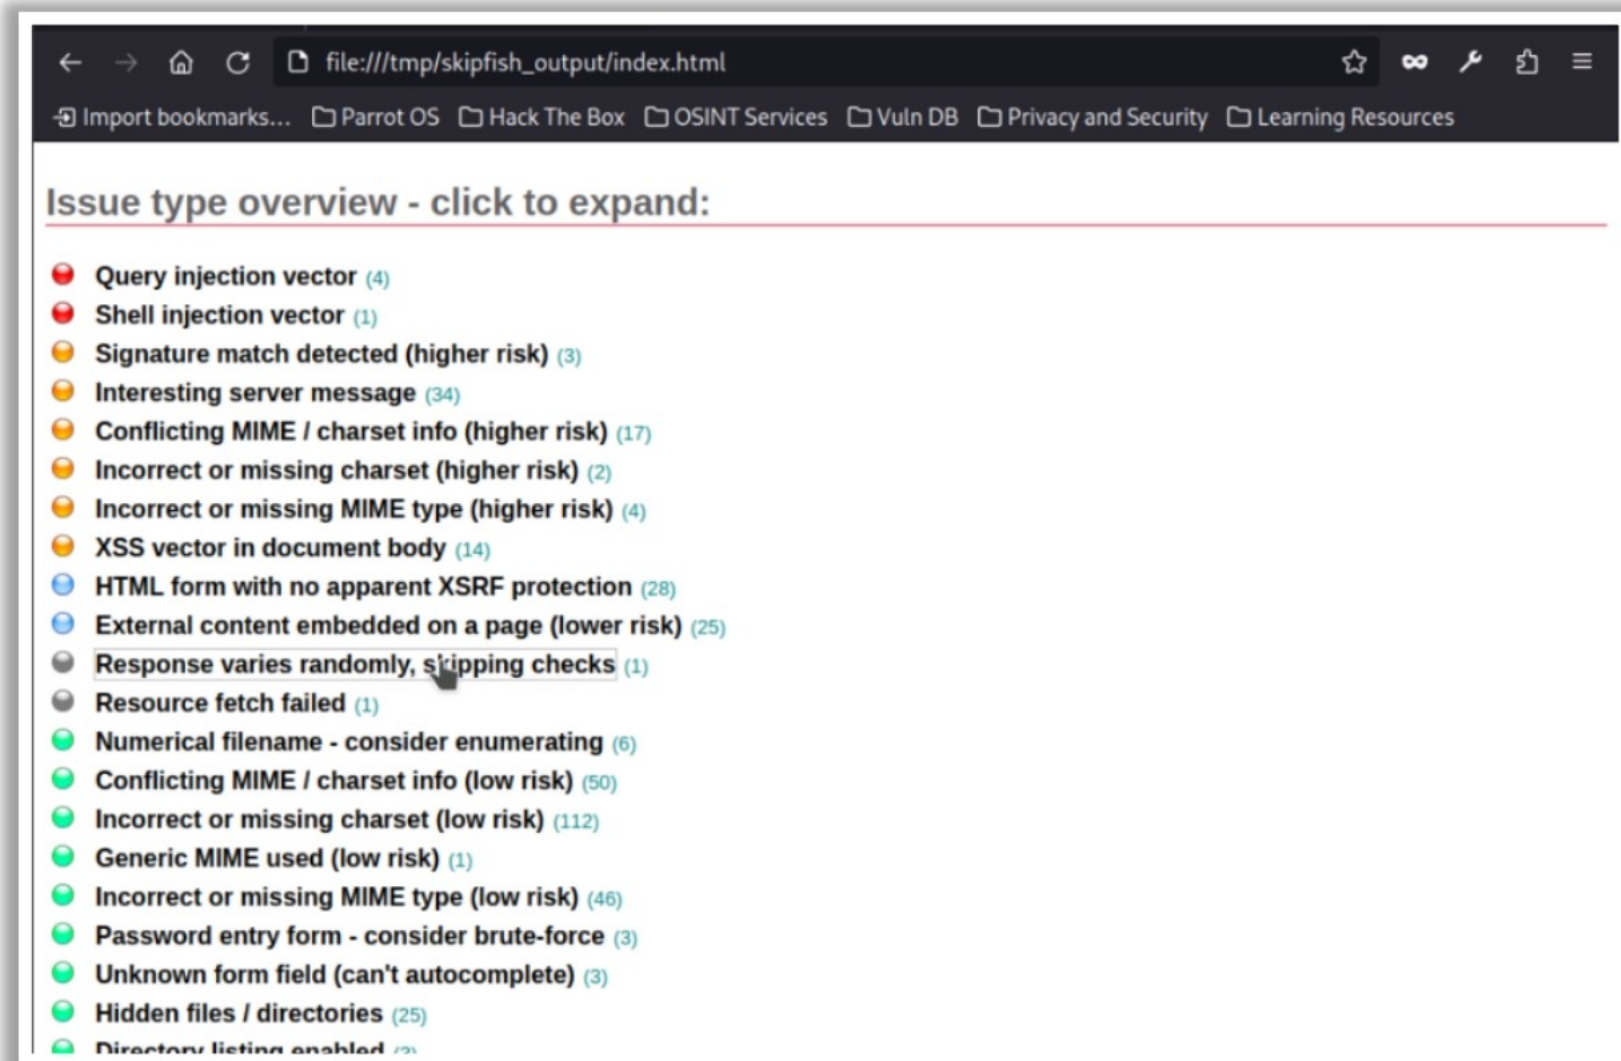 file:///tmp/skipfish_output/index.html
Import bookmarks... Parrot OS Hack The Box OSINT Services Vuln DB Privacy and Security Learning Resources
Issue type overview - click to expand:
Query injection vector (4)
Shell injection vector (1)
Signature match detected (higher risk) (3)
Interesting server message (34)
Conflicting MIME / charset info (higher risk) (17)
Incorrect or missing charset (higher risk) (2)
Incorrect or missing MIME type (higher risk) (4)
XSS vector in document body (14)
HTML form with no apparent XSRF protection (28)
External content embedded on a page (lower risk) (25)
Response varies randomly, skipping checks (1)
Resource fetch failed (1)
Numerical filename - consider enumerating (6)
Conflicting MIME / charset info (low risk) (50)
Incorrect or missing charset (low risk) (112)
Generic MIME used (low risk) (1)
Incorrect or missing MIME type (low risk) (46)
Password entry form - consider brute-force (3)
Unknown form field (can't autocomplete) (3)
Hidden files / directories (25)
Directory listing enabled